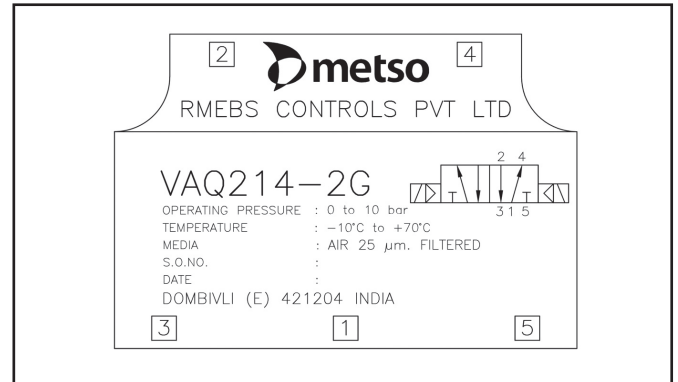 2 metso 4
RMEBS CONTROLS PVT LTD
2 4
VAQ214-2G
T T
3 1 5
OPERATING PRESSURE : 0 to 10 bar
TEMPERATURE : -10°C to +70°C
MEDIA : AIR 25 μm. FILTERED
S.O.NO. :
DATE :
DOMBIVLI (E) 421204 INDIA
3 1 5